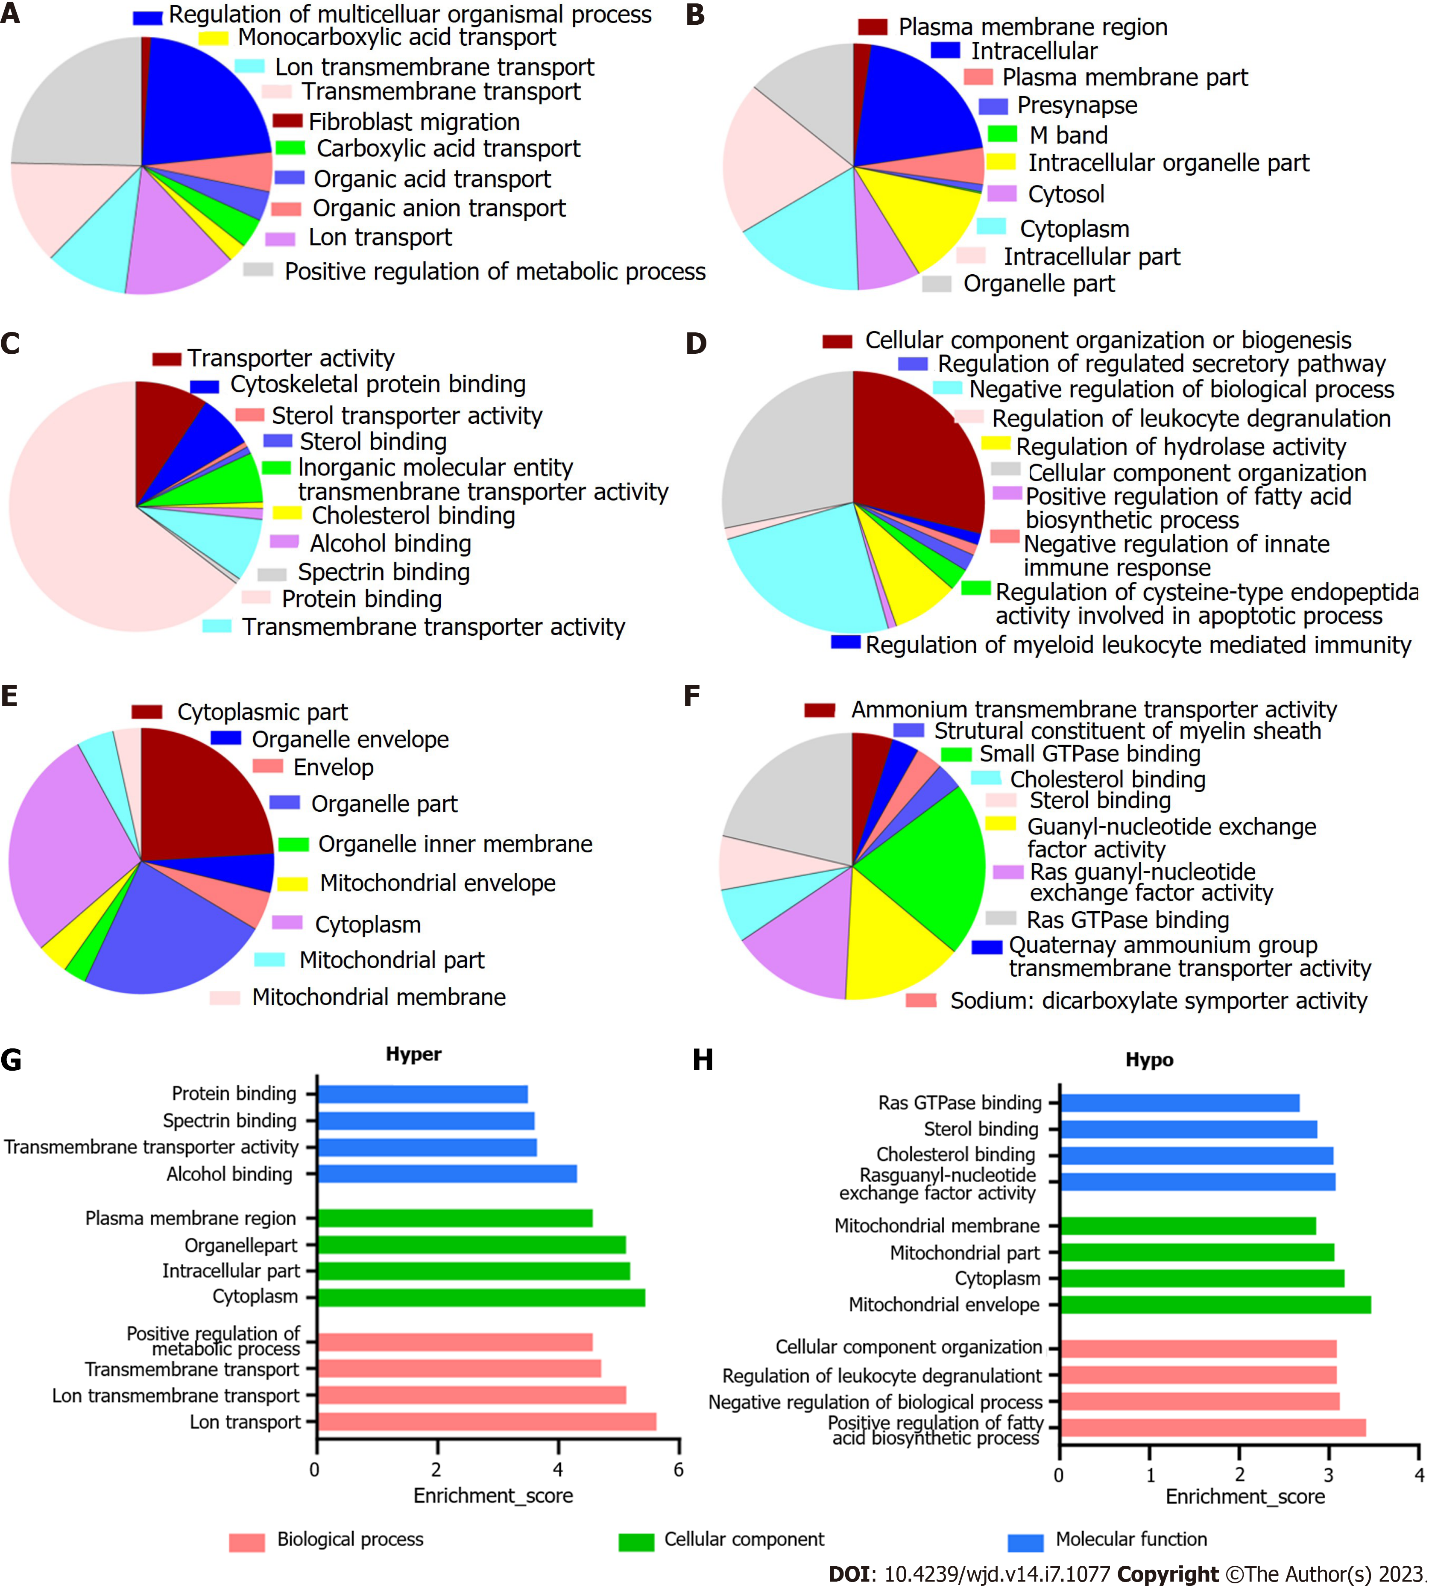 A
Regulation of multicelluar organismal process
Monocarboxylic acid transport
Lon transmembrane transport
Transmembrane transport
Fibroblast migration
Carboxylic acid transport
Organic acid transport
Organic anion transport
Lon transport
Positive regulation of metabolic process
B
Plasma membrane region
Intracellular
Plasma membrane part
Presynapse
M band
Intracellular organelle part
Cytosol
Cytoplasm
Intracellular part
Organelle part
C
Transporter activity
Cytoskeletal protein binding
Sterol transporter activity
Sterol binding
Inorganic molecular entity
transmenbrane transporter activity
Cholesterol binding
Alcohol binding
Spectrin binding
Protein binding
Transmembrane transporter activity
D
Cellular component organization or biogenesis
Regulation of regulated secretory pathway
Negative regulation of biological process
Regulation of leukocyte degranulation
Regulation of hydrolase activity
Cellular component organization
Positive regulation of fatty acid
biosynthetic process
Negative regulation of innate
immune response
Regulation of cysteine-type endopeptida
activity involved in apoptotic process
Regulation of myeloid leukocyte mediated immunity
E
Cytoplasmic part
Organelle envelope
Envelop
Organelle part
Organelle inner membrane
Mitochondrial envelope
Cytoplasm
Mitochondrial part
Mitochondrial membrane
F
Ammonium transmembrane transporter activity
Strutural constituent of myelin sheath
Small GTPase binding
Cholesterol binding
Sterol binding
Guanyl-nucleotide exchange
factor activity
Ras guanyl-nucleotide
exchange factor activity
Ras GTPase binding
Quaternay ammounium group
transmembrane transporter activity
Sodium: dicarboxylate symporter activity
G
Hyper
Protein binding
Spectrin binding
Transmembrane transporter activity
Alcohol binding
Plasma membrane region
Organellepart
Intracellular part
Cytoplasm
Positive regulation of
metabolic process
Transmembrane transport
Lon transmembrane transport
Lon transport
0 2 4 6
Enrichment_score
H
Hypo
Ras GTPase binding
Sterol binding
Cholesterol binding
Rasguanyl-nucleotide
exchange factor activity
Mitochondrial membrane
Mitochondrial part
Cytoplasm
Mitochondrial envelope
Cellular component organization
Regulation of leukocyte degranulationt
Negative regulation of biological process
Positive regulation of fatty
acid biosynthetic process
0 1 2 3 4
Enrichment_score
Biological process
Cellular component
Molecular function
DOI: 10.4239/wjd.v14.i7.1077 Copyright ©The Author(s) 2023.